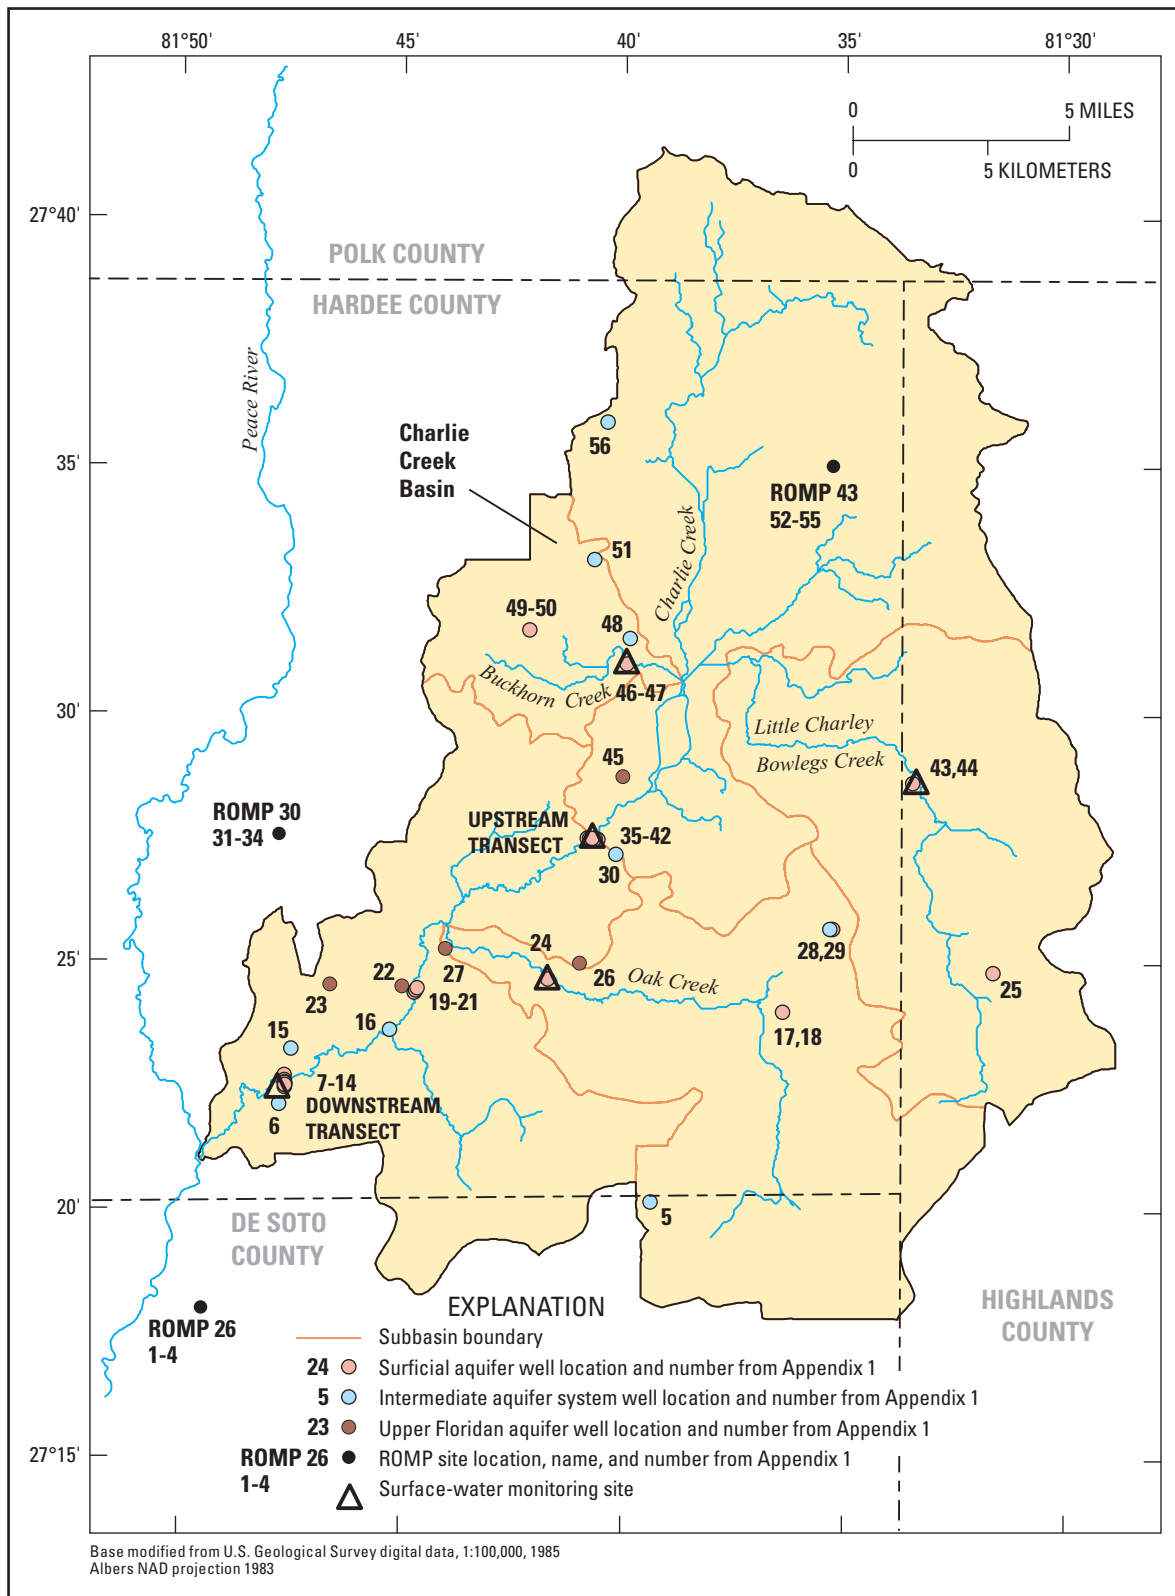 81°50'
45'
40'
35'
81°30'
0
5 MILES
0
5 KILOMETERS
27°40'
POLK COUNTY
HARDEE COUNTY
Peace River
56
Charlie
Creek
Basin
35'
ROMP 43
52-55
Charlie Creek
51
49-50
48
Buckhorn Creek
46-47
30'
Little Charley
Bowlegs Creek
45
43,44
ROMP 30
31-34
UPSTREAM
TRANSECT
35-42
30
24
28,29
25'
22
27
26
Oak Creek
25
23
19-21
17,18
15
16
7-14
DOWNSTREAM
TRANSECT
6
20'
5
DE SOTO
COUNTY
HIGHLANDS
COUNTY
ROMP 26
1-4
EXPLANATION
Subbasin boundary
24 Surficial aquifer well location and number from Appendix 1
5 Intermediate aquifer system well location and number from Appendix 1
23 Upper Floridan aquifer well location and number from Appendix 1
27°15'
ROMP 26 ROMP site location, name, and number from Appendix 1
1-4
Surface-water monitoring site
Base modified from U.S. Geological Survey digital data, 1:100,000, 1985
Albers NAD projection 1983